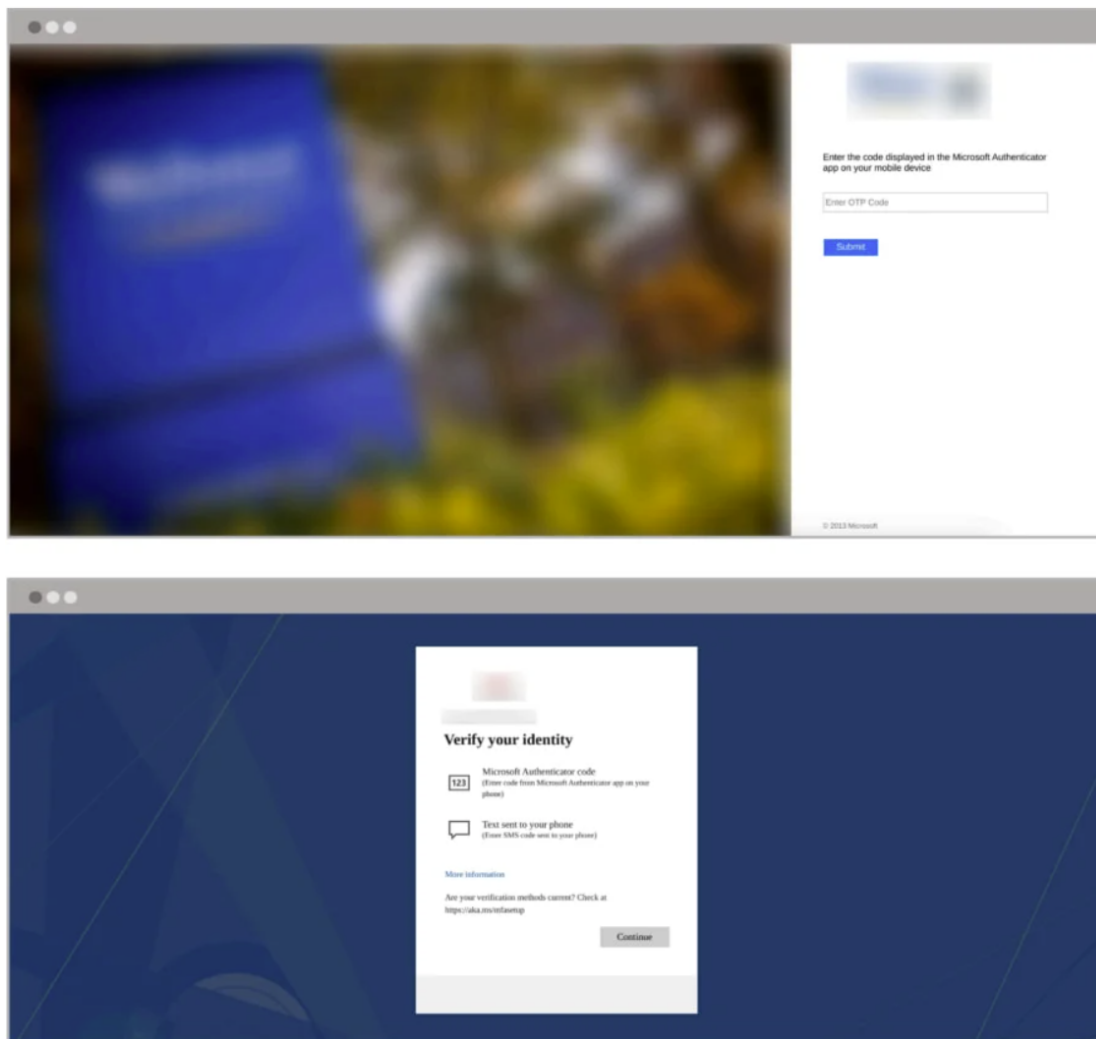 Enter the code displayed in the Microsoft Authenticator
app on your mobile device
Enter OTP Code
Submit
© 2013 Microsoft
Verify your identity
123
Microsoft Authenticator code
(Enter code from Microsoft Authenticator app on your
phone)
Text sent to your phone
(Enter SMS code sent to your phone)
More information
Are your verification methods current? Check at
https://aka.ms/mfasetup
Continue